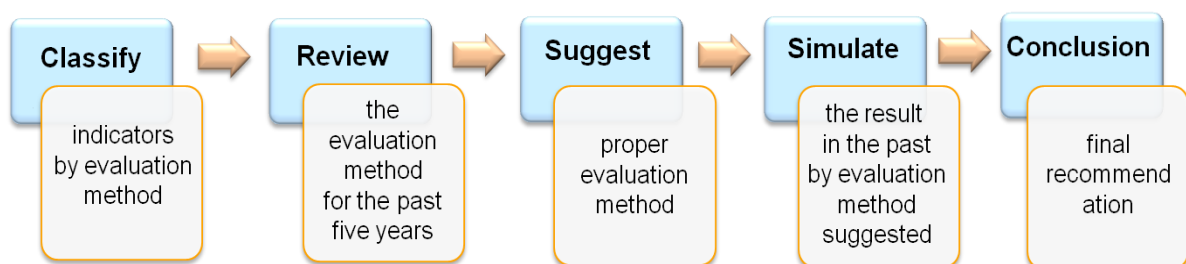 Classify
indicators
by evaluation
method
Review
the
evaluation
method
for the past
five years
Suggest
proper
evaluation
method
Simulate
the result
in the past
by evaluation
method
suggested
Conclusion
final
recommend
ation